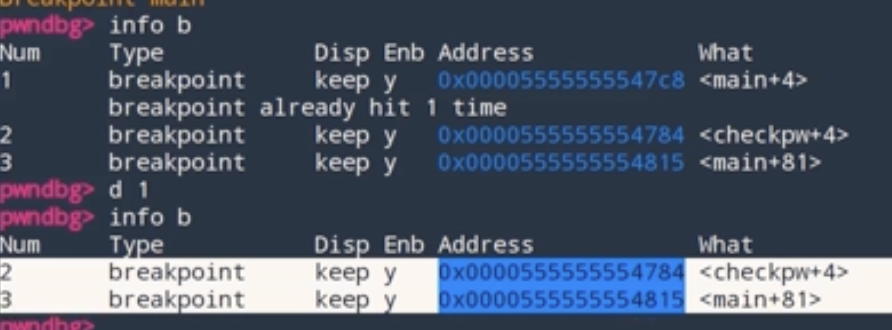 Breakpoint main
pwndbg> info b
Num Type Disp Enb Address What
1 breakpoint keep y 0x00005555555547c8 <main+4>
breakpoint already hit 1 time
2 breakpoint keep y 0x0000555555554784 <checkpw+4>
3 breakpoint keep y 0x0000555555554815 <main+81>
pwndbg> d 1
pwndbg> info b
Num Type Disp Enb Address What
2 breakpoint keep y 0x0000555555554784 <checkpw+4>
3 breakpoint keep y 0x0000555555554815 <main+81>
pwndbg>